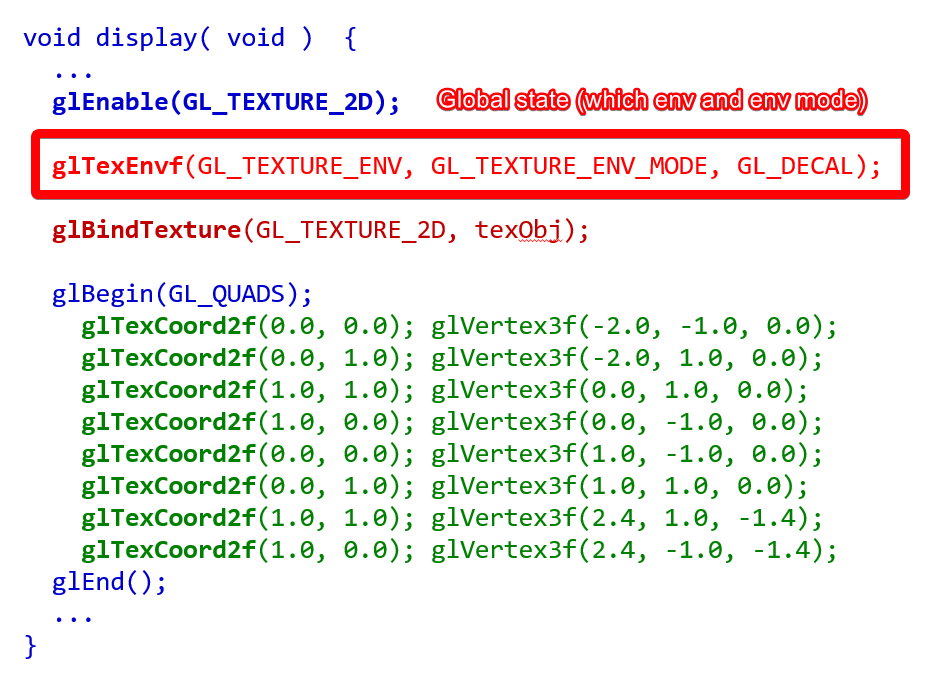 void display( void )  {
  ...
  glEnable(GL_TEXTURE_2D);   Global state (which env and env mode)
  glTexEnvf(GL_TEXTURE_ENV, GL_TEXTURE_ENV_MODE, GL_DECAL);
  glBindTexture(GL_TEXTURE_2D, texObj);
  glBegin(GL_QUADS);
    glTexCoord2f(0.0, 0.0); glVertex3f(-2.0, -1.0, 0.0);
    glTexCoord2f(0.0, 1.0); glVertex3f(-2.0, 1.0, 0.0);
    glTexCoord2f(1.0, 1.0); glVertex3f(0.0, 1.0, 0.0);
    glTexCoord2f(1.0, 0.0); glVertex3f(0.0, -1.0, 0.0);
    glTexCoord2f(0.0, 0.0); glVertex3f(1.0, -1.0, 0.0);
    glTexCoord2f(0.0, 1.0); glVertex3f(1.0, 1.0, 0.0);
    glTexCoord2f(1.0, 1.0); glVertex3f(2.4, 1.0, -1.4);
    glTexCoord2f(1.0, 0.0); glVertex3f(2.4, -1.0, -1.4);
  glEnd();
  ...
}